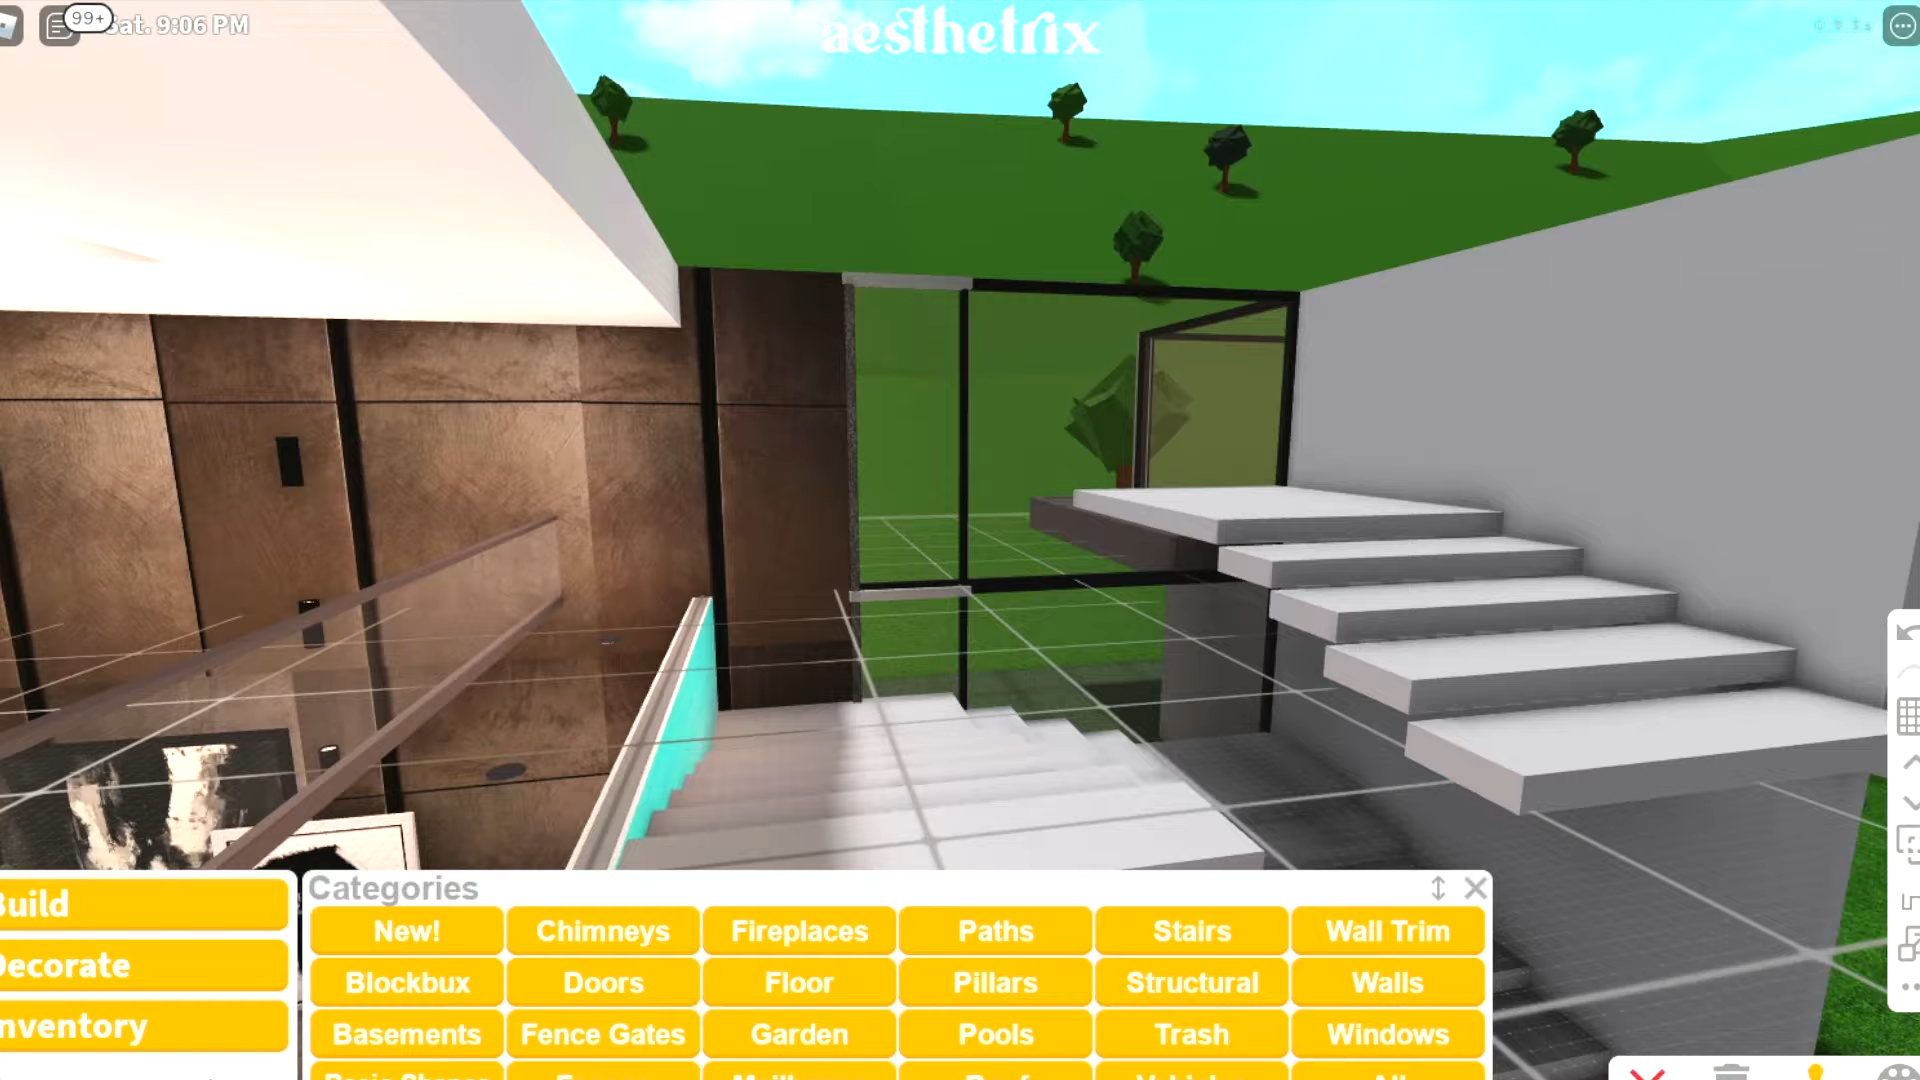 99+
Sat. 9:06 PM
aesthetrix
Build
Decorate
Inventory
Categories
New! Chimneys Fireplaces Paths Stairs Wall Trim
Blockbux Doors Floor Pillars Structural Walls
Basements Fence Gates Garden Pools Trash Windows